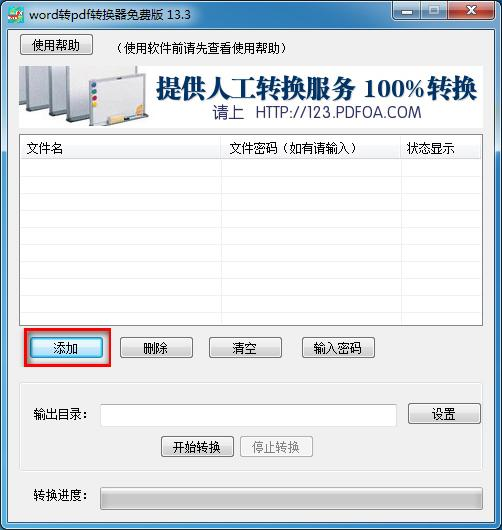 word转pdf转换器免费版 13.3
使用帮助 （使用软件前请先查看使用帮助）
提供人工转换服务 100%转换
请上 HTTP://123.PDFOA.COM/
文件名 文件密码（如有请输入） 状态显示
添加 删除 清空 输入密码
输出目录： 设置
开始转换 停止转换
转换进度：